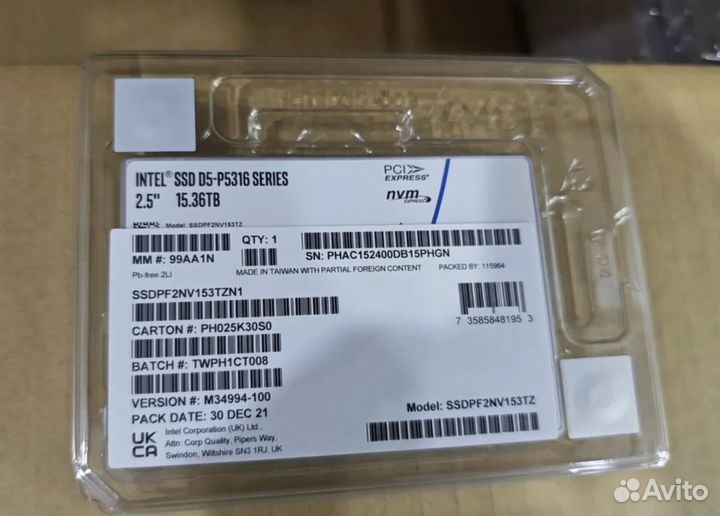 INTEL® SSD D5-P5316 SERIES
2.5" 15.36TB
PCI EXPRESS®
nvm EXPRESS
Model: SSDPF2NV153TZ
MM #: 99AA1N
QTY: 1
SN: PHAC152400DB15PHGN
Pb-free 2LI
MADE IN TAIWAN WITH PARTIAL FOREIGN CONTENT
PACKED BY: 115964
SSDPF2NV153TZN1
CARTON #: PH025K30S0
7 3585848195 3
BATCH #: TWPH1CT008
VERSION #: M34994-100
PACK DATE: 30 DEC 21
Model: SSDPF2NV153TZ
UK
CA
Intel Corporation (UK) Ltd.,
Attn: Corp Quality, Pipers Way,
Swindon, Wiltshire SN3 1RJ, UK
Avito